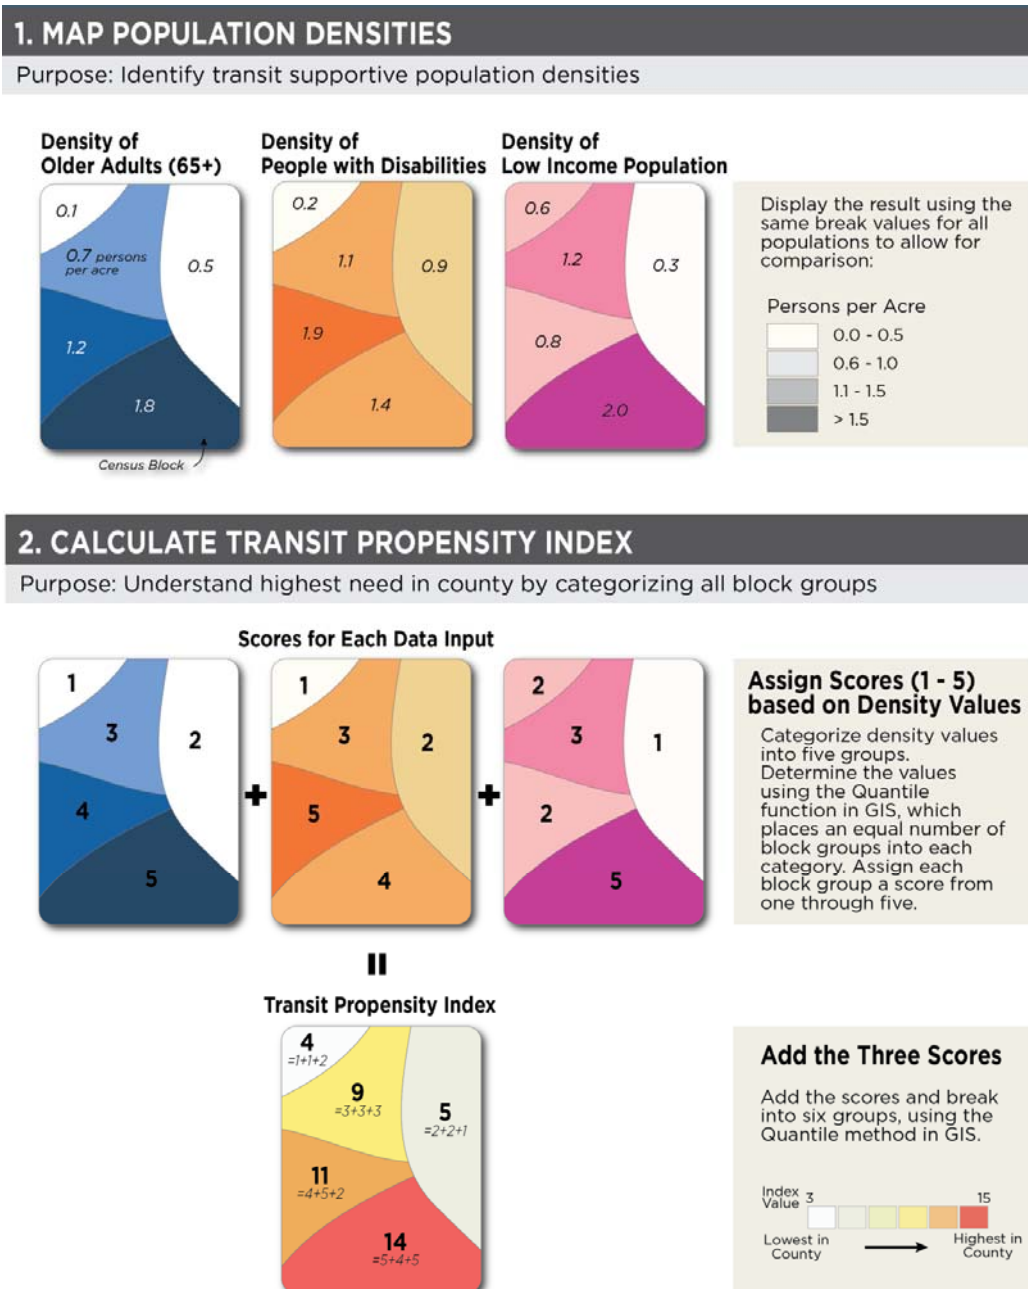 1. MAP POPULATION DENSITIES
Purpose: Identify transit supportive population densities
Density of
Older Adults (65+)
0.1
0.7 persons
per acre
0.5
1.2
1.8
Census Block
Density of
People with Disabilities
0.2
1.1
0.9
1.9
1.4
Density of
Low Income Population
0.6
1.2
0.3
0.8
2.0
Display the result using the
same break values for all
populations to allow for
comparison:
Persons per Acre
0.0 - 0.5
0.6 - 1.0
1.1 - 1.5
> 1.5
2. CALCULATE TRANSIT PROPENSITY INDEX
Purpose: Understand highest need in county by categorizing all block groups
Scores for Each Data Input
1
3
2
4
5
+
1
3
2
5
4
+
2
3
1
2
5
Assign Scores (1 - 5)
based on Density Values
Categorize density values
into five groups.
Determine the values
using the Quantile
function in GIS, which
places an equal number of
block groups into each
category. Assign each
block group a score from
one through five.
=
Transit Propensity Index
4
=1+1+2
9
=3+3+3
5
=2+2+1
11
=4+5+2
14
=5+4+5
Add the Three Scores
Add the scores and break
into six groups, using the
Quantile method in GIS.
Index
Value 3
15
Lowest in
County
Highest in
County